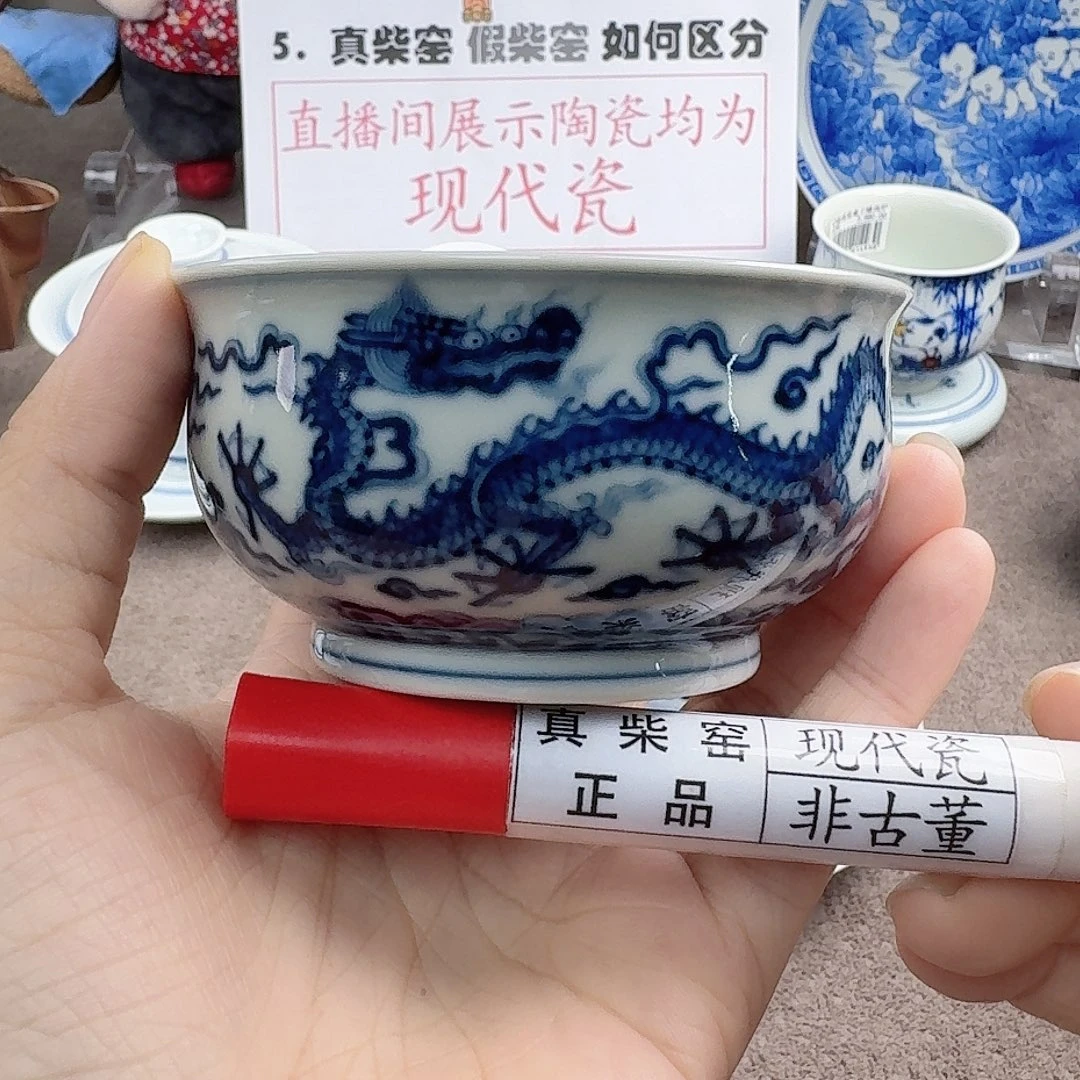 5. 真柴窑 假柴窑 如何区分
直播间展示陶瓷均为
现代瓷
真柴窑
正品
现代瓷
非古董